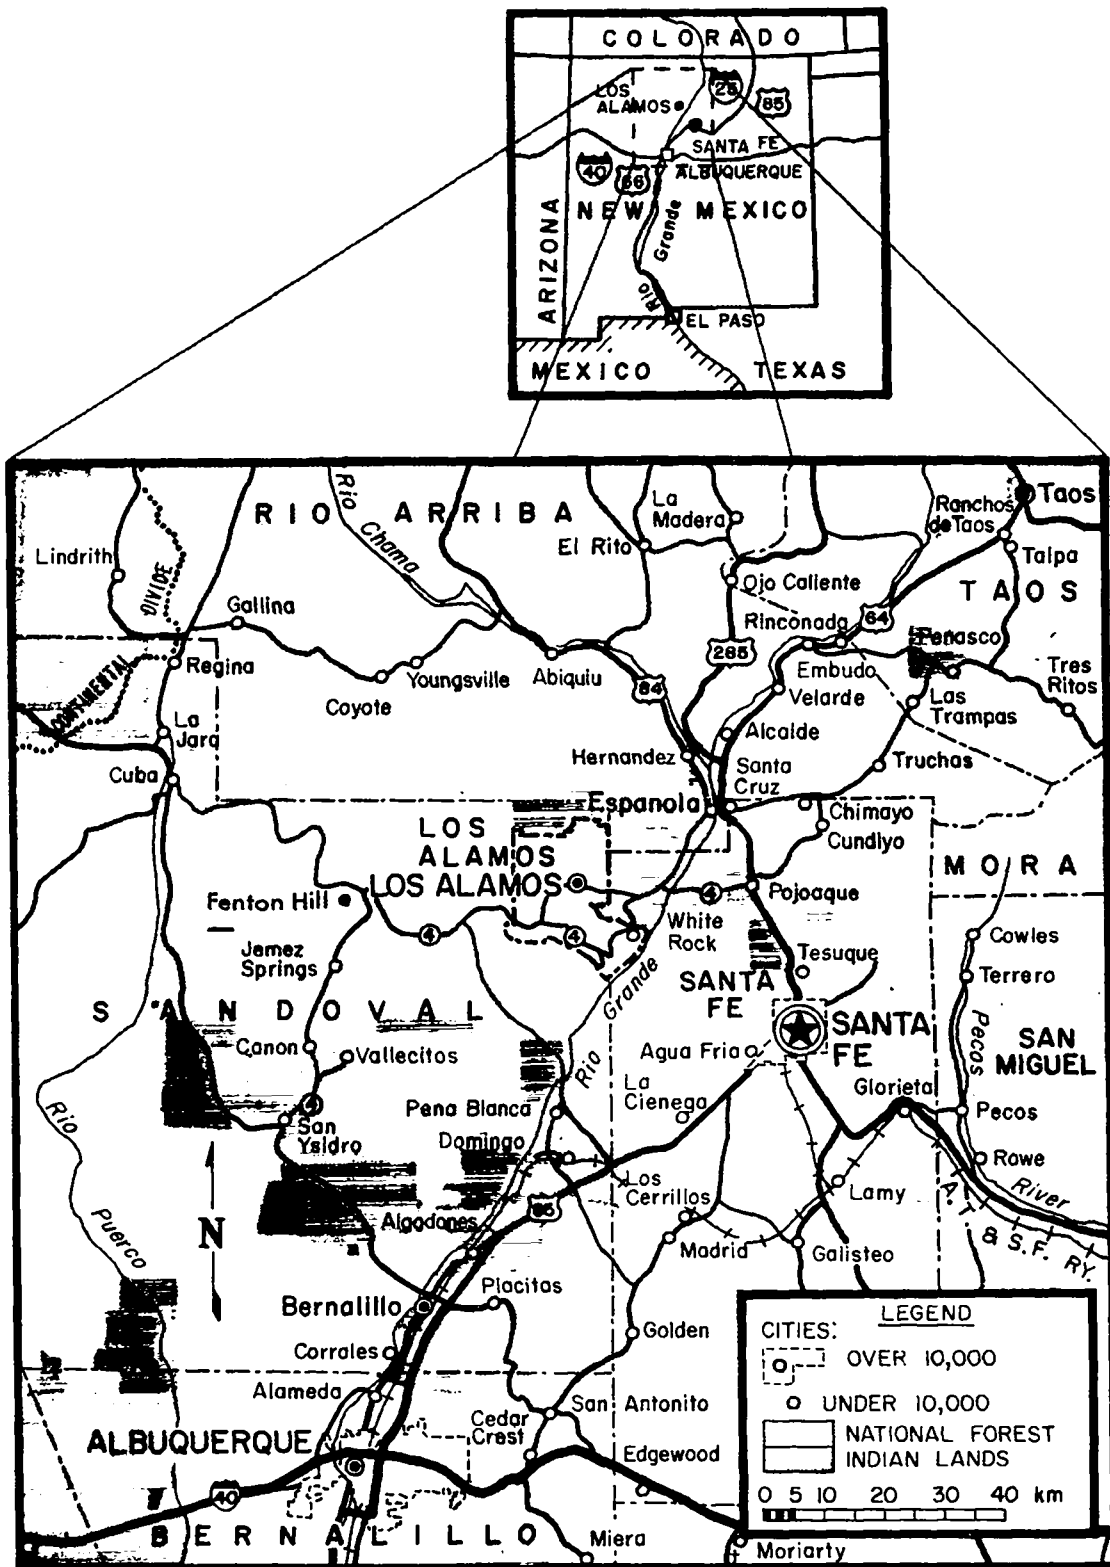 COLORADO
LOS
ALAMOS
25
85
SANTA FE
ALBUQUERQUE
40
66
NEW MEXICO
ARIZONA
Rio Grande
EL PASO
MEXICO
TEXAS
RIO ARRIBA
Rio Chama
La
Madera
El Rito
Ranchos
de Taos
Taos
Talpa
TAOS
Lindrith
CONTINENTAL DIVIDE
Gallina
Ojo Caliente
Rinconada
64
Penasco
285
Embudo
Regina
Youngsville
Abiquiu
84
Velarde
Tres
Ritos
Coyote
Las
Trampas
La
Jara
Alcalde
Hernandez
Truchas
Cuba
Santa
Cruz
Espanola
Chimayo
Cundiyo
LOS
ALAMOS
LOS ALAMOS
MORA
Fenton Hill
4
Pojoaque
White
Rock
4
4
Cowles
Jemez
Springs
Tesuque
Terrero
SANTA
FE
Rio Grande
SANDOVAL
SANTA
FE
Pecos River
SAN
MIGUEL
Canon
Vallecitos
Agua Fria
La
Cienega
Glorieta
Rio Puerco
4
San
Ysidro
Pena Blanca
Pecos
Domingo
Rowe
Los
Cerrillos
Lamy
85
N
Algodones
Madrid
Galisteo
A. T. & S.F. RY.
Placitas
Bernalillo
Golden
Corrales
Alameda
San Antonito
Cedar
Crest
ALBUQUERQUE
Edgewood
40
BERNALILLO
Miera
Moriarty
LEGEND
CITIES:
OVER 10,000
UNDER 10,000
NATIONAL FOREST
INDIAN LANDS
0 5 10 20 30 40 km